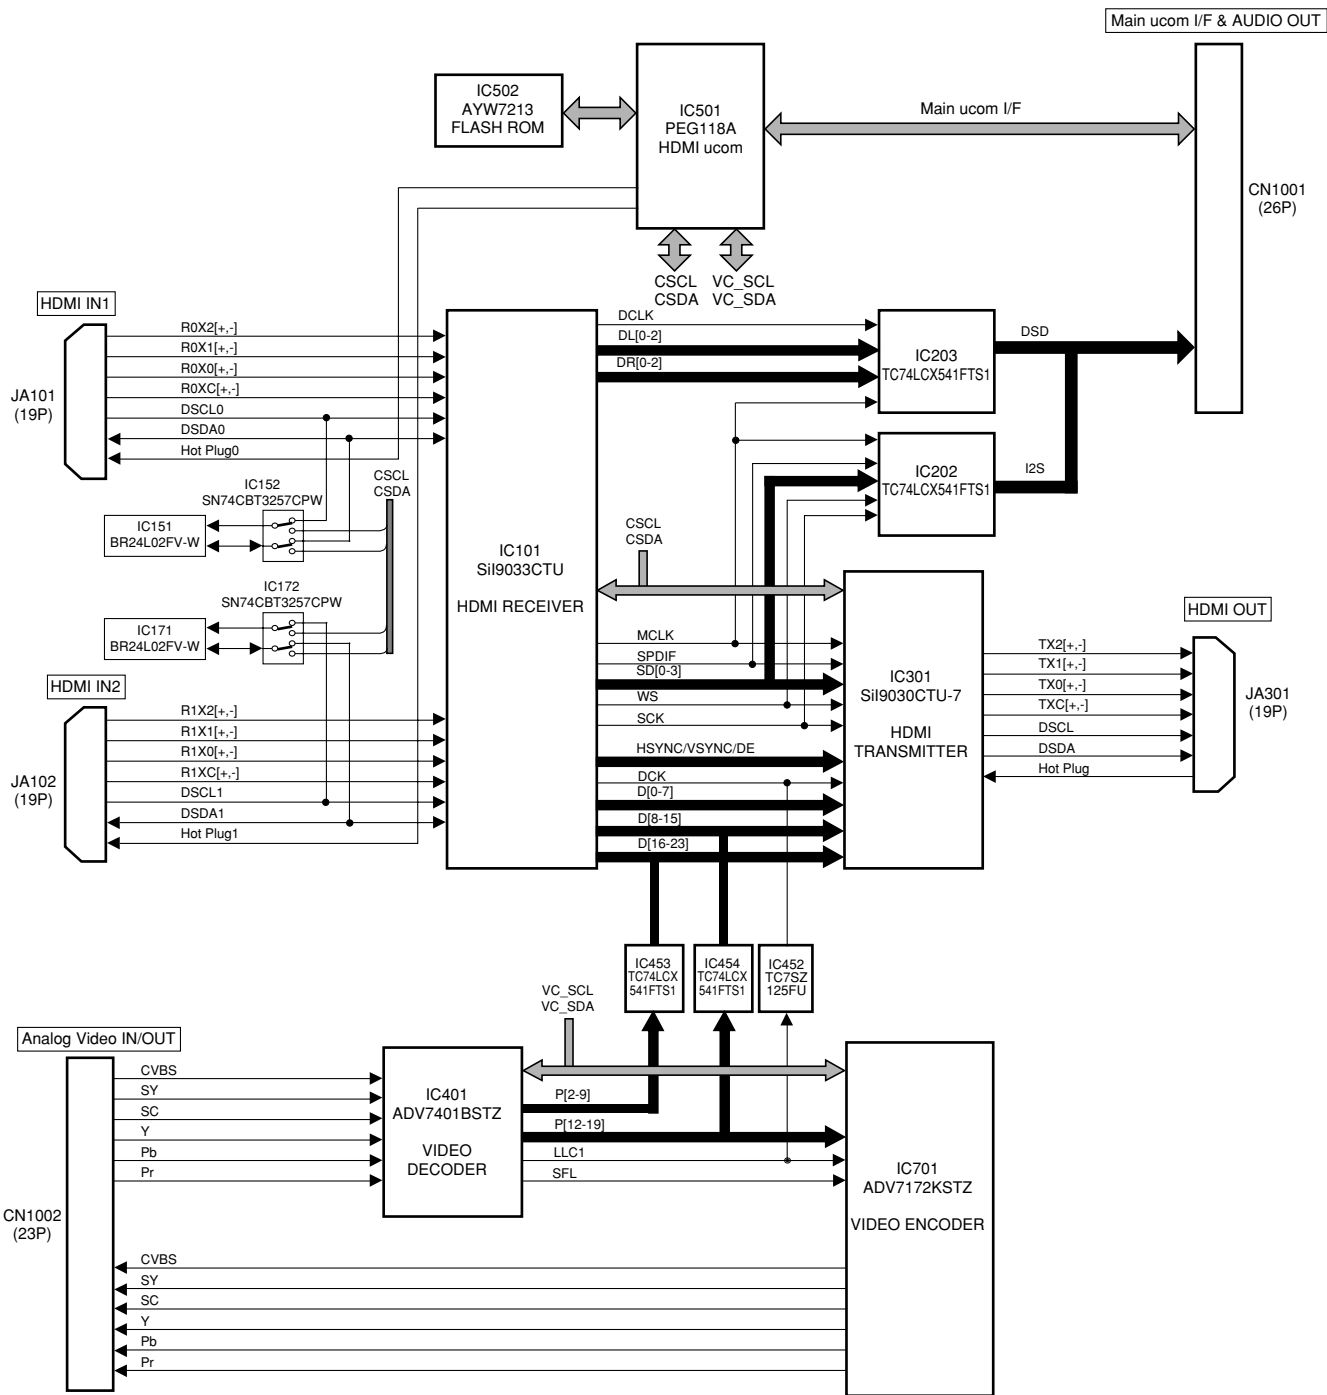 Main ucom I/F & AUDIO OUT
IC502
AYW7213
FLASH ROM
IC501
PEG118A
HDMI ucom
Main ucom I/F
CN1001
(26P)
CSCL
CSDA
VC_SCL
VC_SDA
HDMI IN1
JA101
(19P)
R0X2[+,-]
R0X1[+,-]
R0X0[+,-]
R0XC[+,-]
DSCL0
DSDA0
Hot Plug0
IC152
SN74CBT3257CPW
CSCL
CSDA
IC151
BR24L02FV-W
IC172
SN74CBT3257CPW
IC171
BR24L02FV-W
HDMI IN2
JA102
(19P)
R1X2[+,-]
R1X1[+,-]
R1X0[+,-]
R1XC[+,-]
DSCL1
DSDA1
Hot Plug1
IC101
SiI9033CTU
HDMI RECEIVER
DCLK
DL[0-2]
DR[0-2]
IC203
TC74LCX541FTS1
DSD
IC202
TC74LCX541FTS1
I2S
CSCL
CSDA
MCLK
SPDIF
SD[0-3]
WS
SCK
HSYNC/VSYNC/DE
DCK
D[0-7]
D[8-15]
D[16-23]
IC301
SiI9030CTU-7
HDMI
TRANSMITTER
HDMI OUT
TX2[+,-]
TX1[+,-]
TX0[+,-]
TXC[+,-]
DSCL
DSDA
Hot Plug
JA301
(19P)
IC453
TC74LCX
541FTS1
IC454
TC74LCX
541FTS1
IC452
TC7SZ
125FU
VC_SCL
VC_SDA
Analog Video IN/OUT
CN1002
(23P)
CVBS
SY
SC
Y
Pb
Pr
IC401
ADV7401BSTZ
VIDEO
DECODER
P[2-9]
P[12-19]
LLC1
SFL
IC701
ADV7172KSTZ
VIDEO ENCODER
CVBS
SY
SC
Y
Pb
Pr